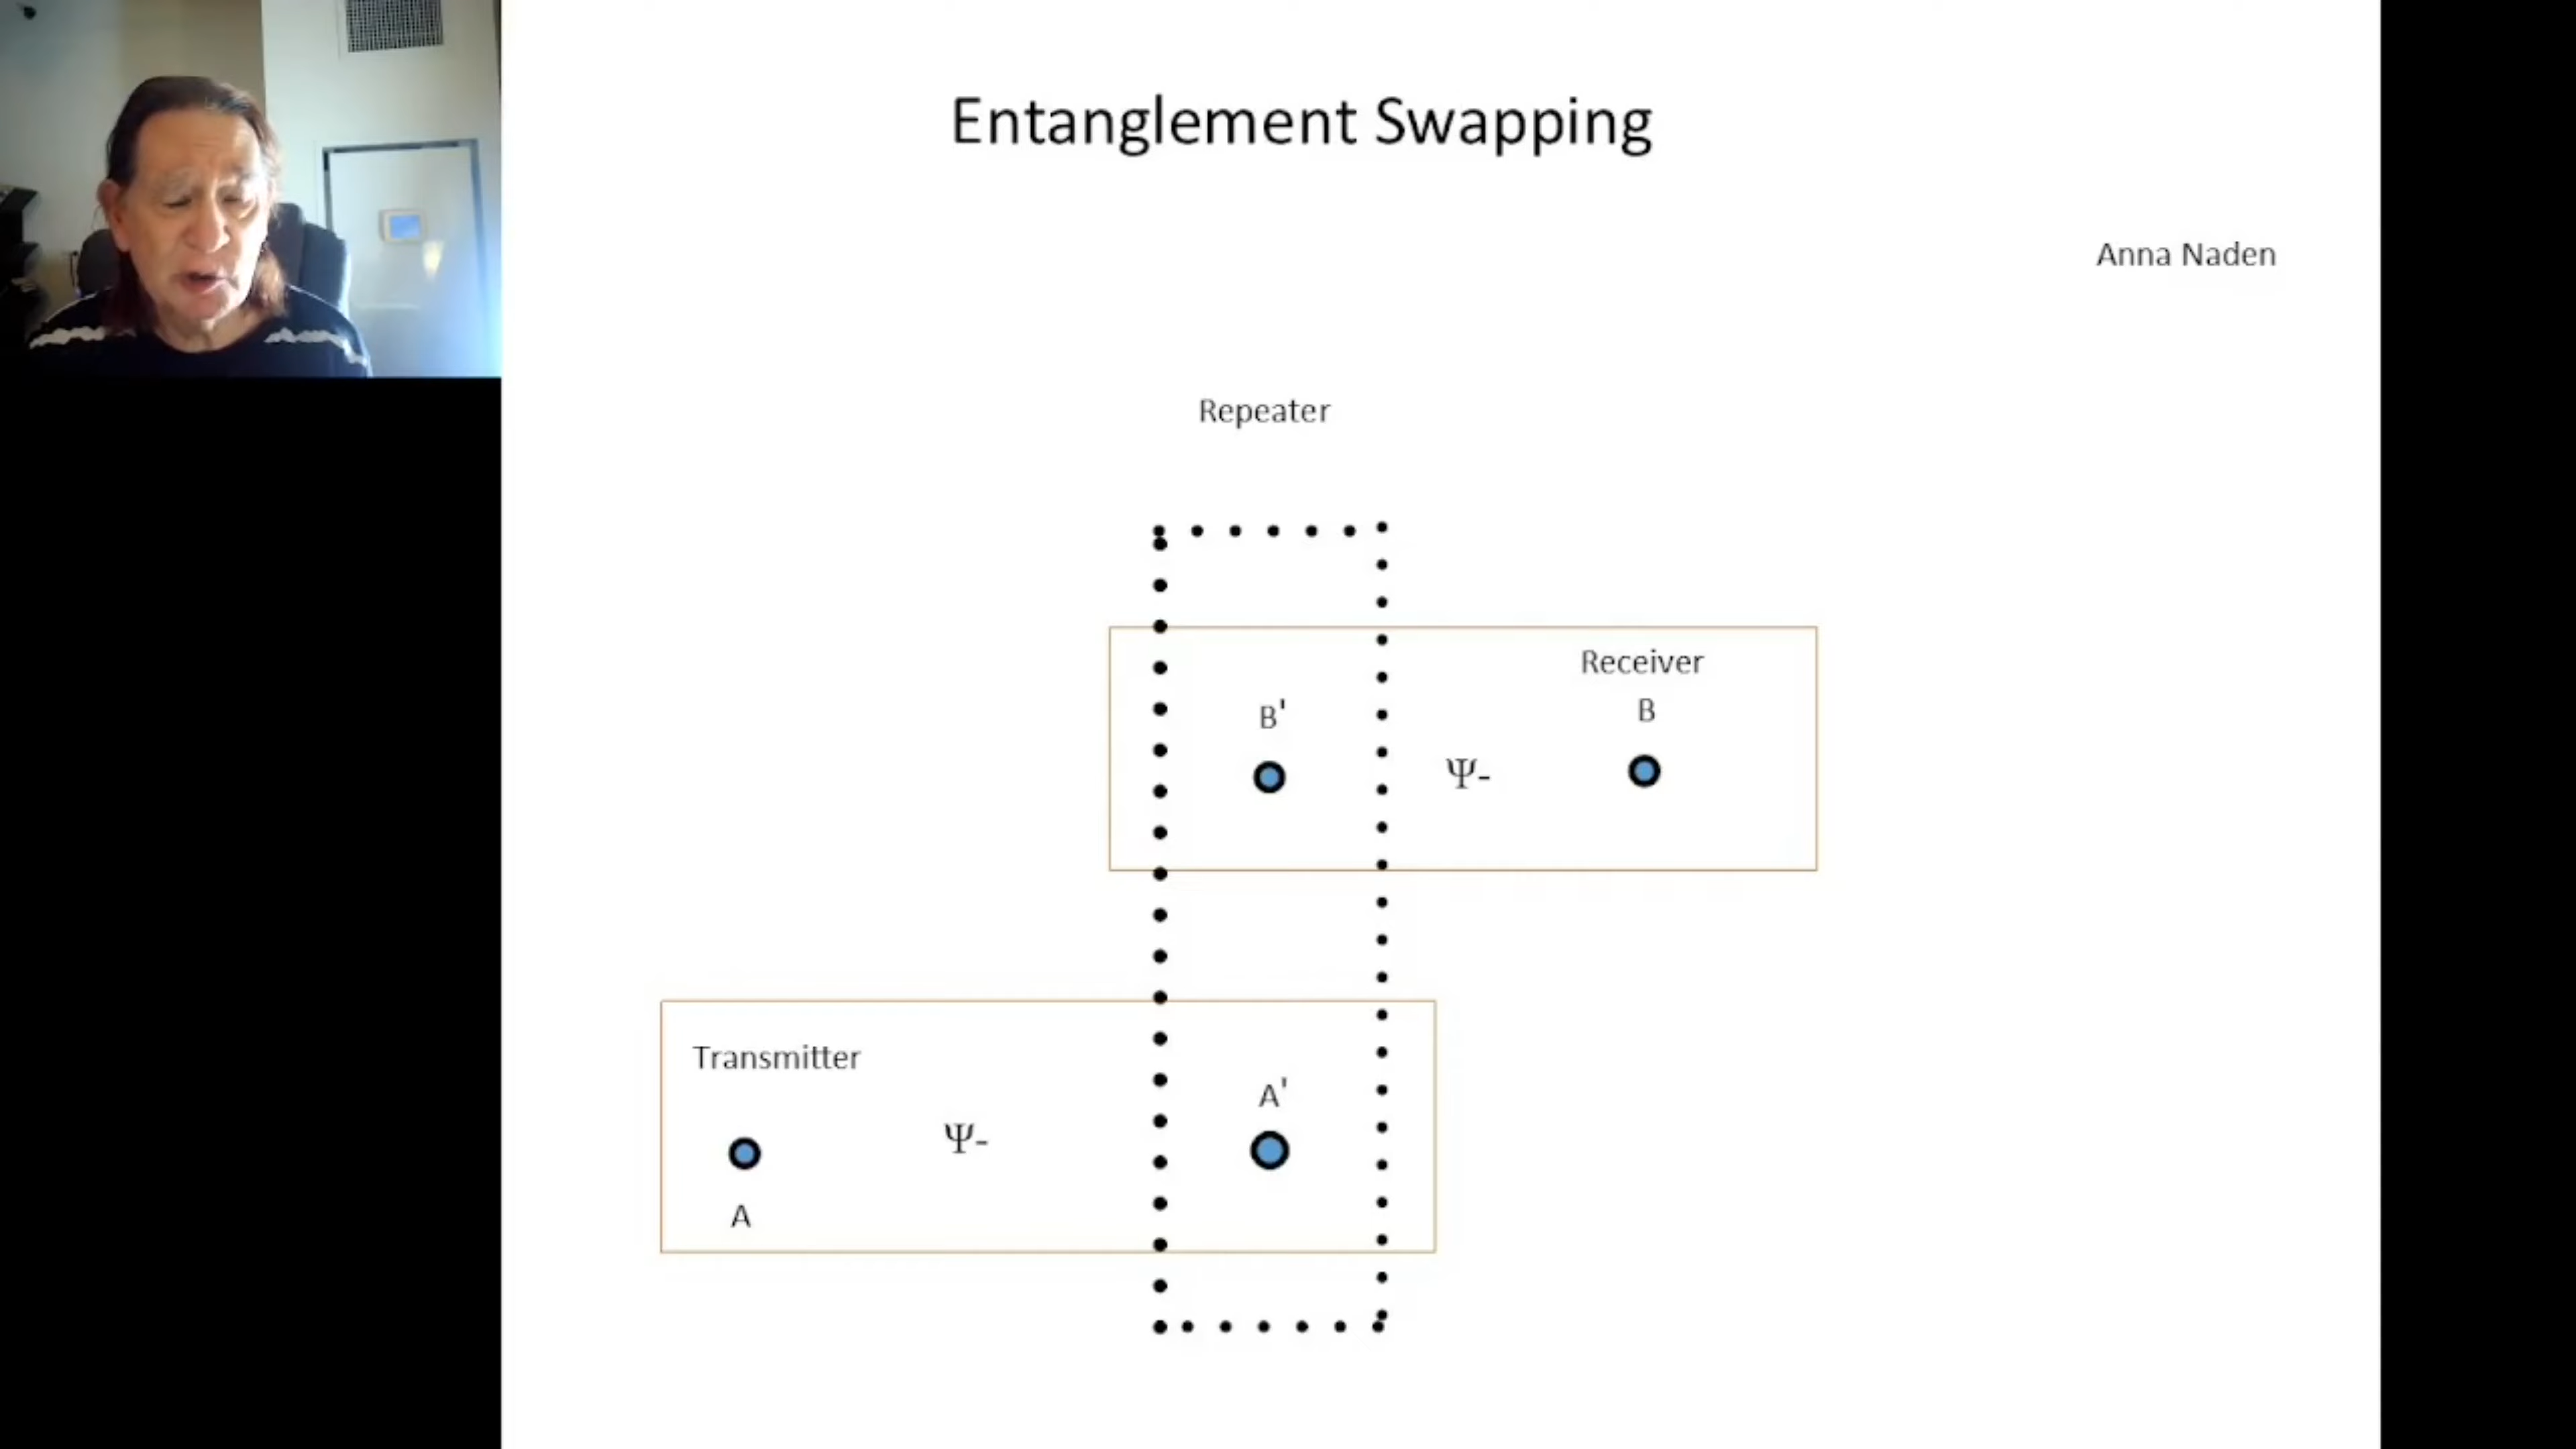 Entanglement Swapping
Anna Naden
Repeater
Receiver
B' B
Ψ-
Transmitter
A'
Ψ-
A